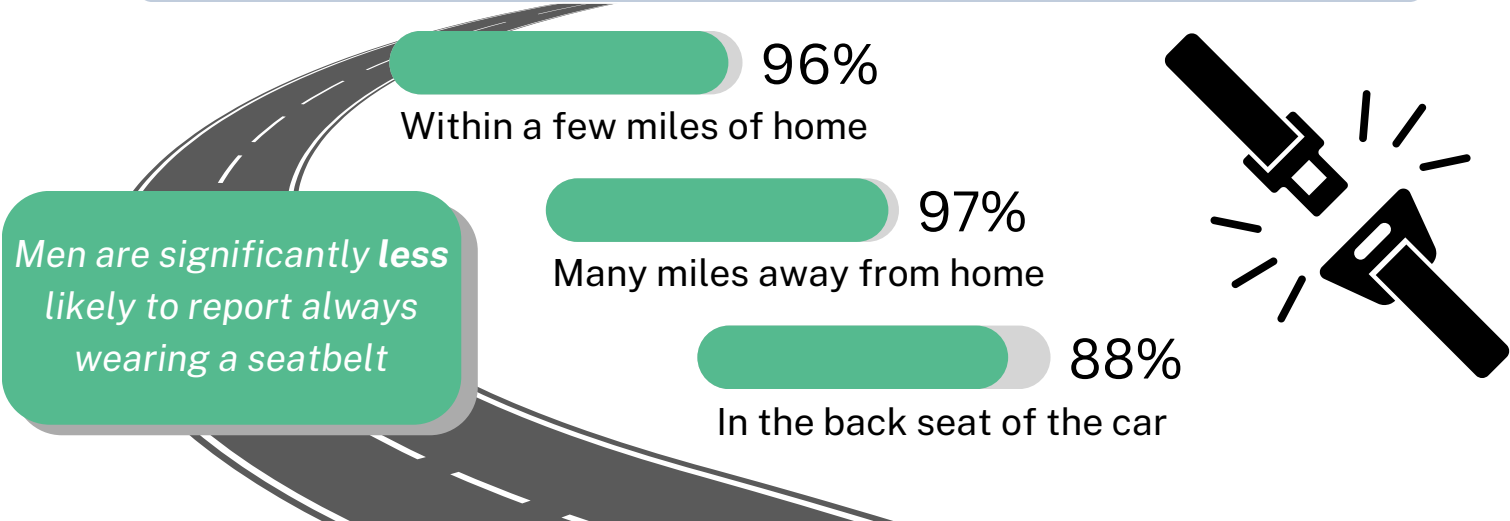 96%
Within a few miles of home
97%
Many miles away from home
Men are significantly less
likely to report always
wearing a seatbelt
88%
In the back seat of the car